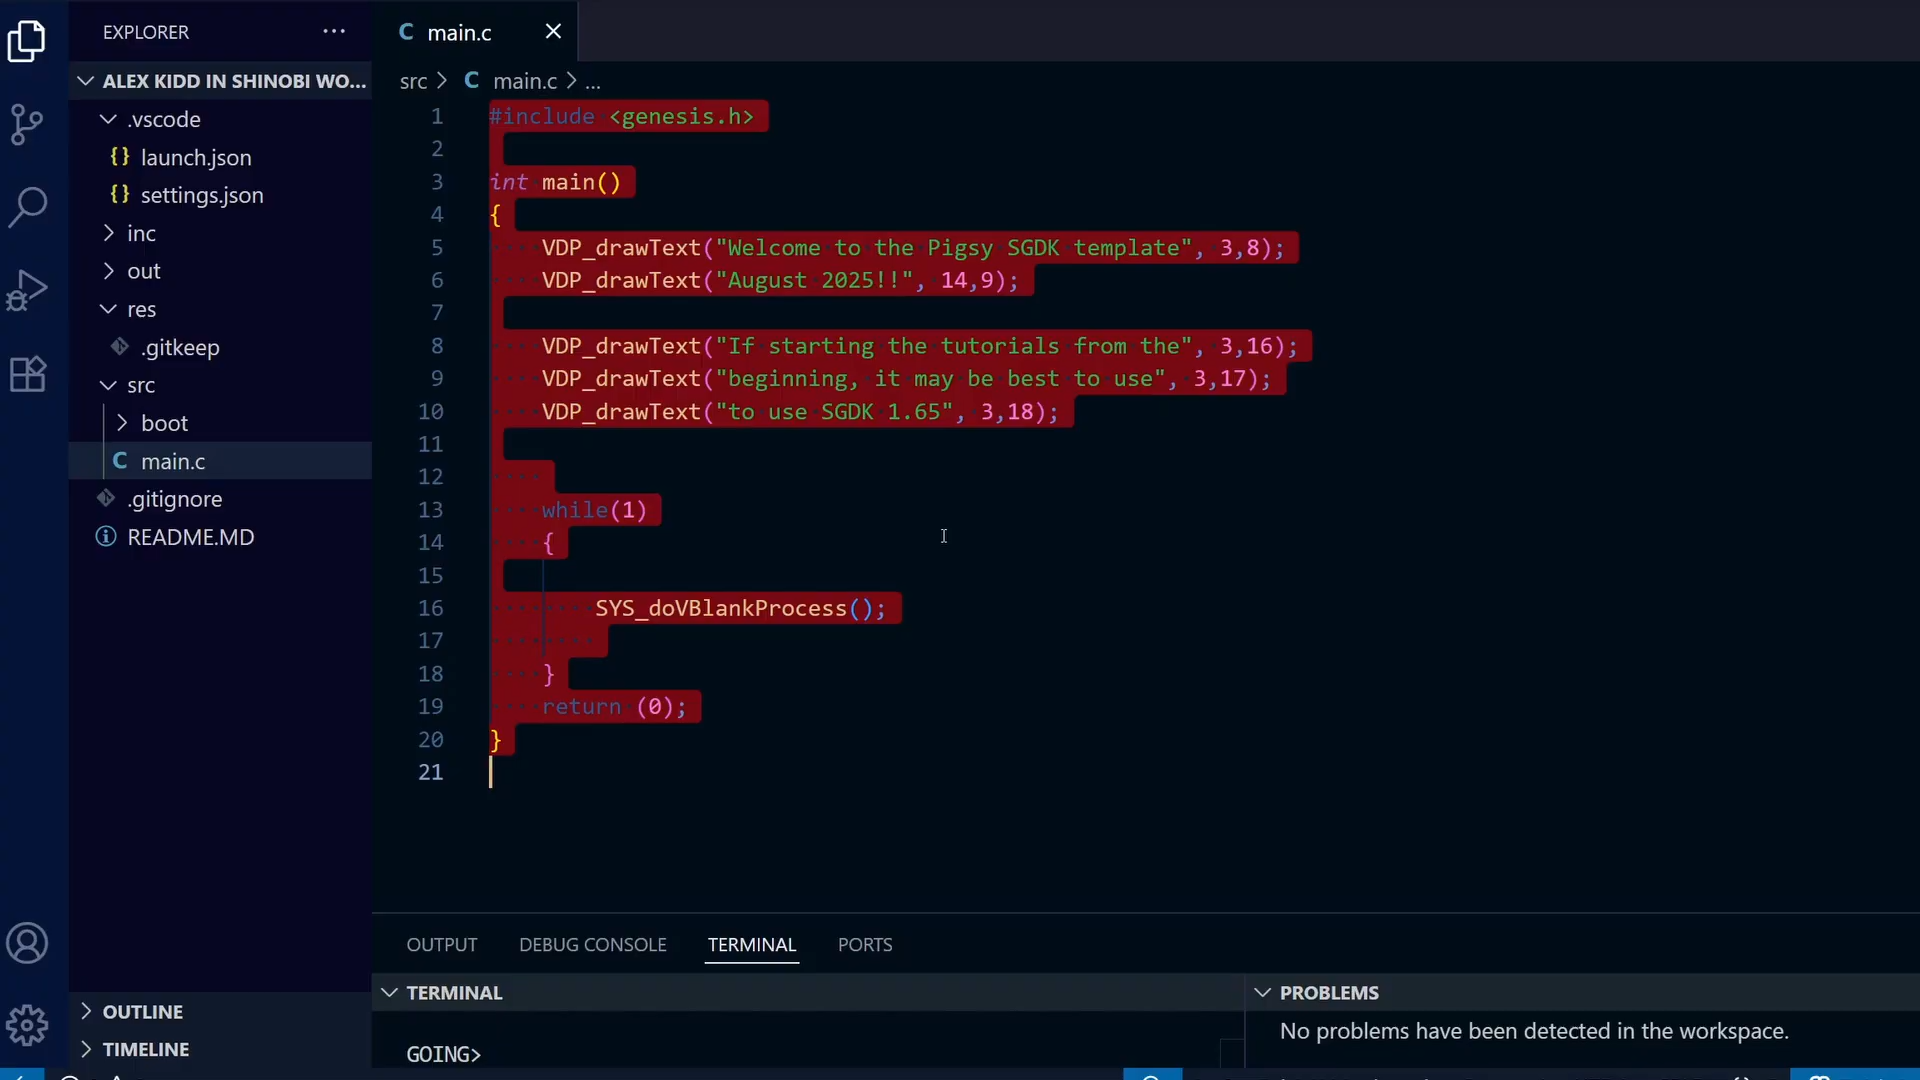 EXPLORER ...
ALEX KIDD IN SHINOBI WO...
.vscode
launch.json
settings.json
inc
out
res
.gitkeep
src
boot
main.c
.gitignore
README.MD
OUTLINE
TIMELINE
main.c
src > main.c > ...
1 #include <genesis.h>
2
3 int main()
4 {
5 VDP_drawText("Welcome to the Pigsy SGDK template", 3,8);
6 VDP_drawText("August 2025!!", 14,9);
7
8 VDP_drawText("If starting the tutorials from the", 3,16);
9 VDP_drawText("beginning, it may be best to use", 3,17);
10 VDP_drawText("to use SGDK 1.65", 3,18);
11
12
13 while(1)
14 {
15
16 SYS_doVBlankProcess();
17
18 }
19 return (0);
20 }
21
OUTPUT DEBUG CONSOLE TERMINAL PORTS
TERMINAL
GOING>
PROBLEMS
No problems have been detected in the workspace.